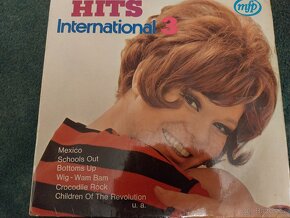 HITS
International 3
mfp
Mexico
Schools Out
Bottoms Up
Wig-Wam Bam
Crocodile Rock
Children Of The Revolution
u. a.